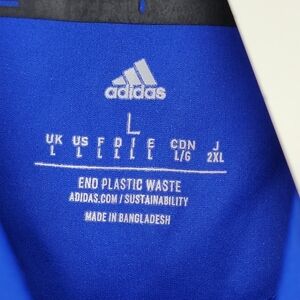 adidas
L
UK US F D I E CDN J
L L L L L L L/G 2XL
END PLASTIC WASTE
ADIDAS.COM / SUSTAINABILITY
MADE IN BANGLADESH